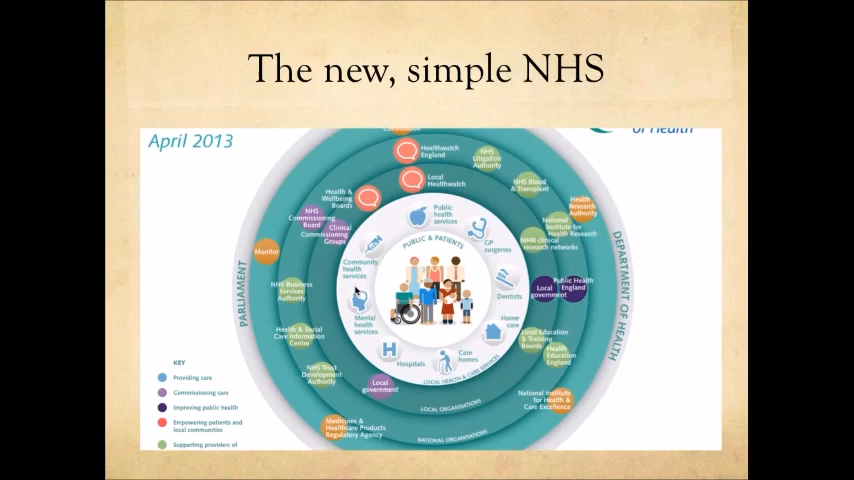 The new, simple NHS
April 2013
of Health
Healthwatch
England
Local
Healthwatch
NHS
Litigation
Authority
NHS Blood
& Transplant
Health
Research
Authority
National
Institute for
Health Research
NIHR clinical
research networks
Health &
Wellbeing
Boards
NHS
Commissioning
Board
Clinical
Commissioning
Groups
Monitor
NHS Business
Services
Authority
Health & Social
Care Information
Centre
NHS Trust
Development
Authority
Local
government
Medicines &
Healthcare Products
Regulatory Agency
Public
health
services
GP
surgeries
Dentists
Home
care
Care
homes
Hospitals
Mental
health
services
Community
health
services
PUBLIC & PATIENTS
LOCAL HEALTH & CARE SERVICES
LOCAL ORGANISATIONS
NATIONAL ORGANISATIONS
Local
government
Public Health
England
Local Education
& Training
Boards
Health
Education
England
National Institute
for Health &
Care Excellence
PARLIAMENT
DEPARTMENT OF HEALTH
KEY
Providing care
Commissioning care
Improving public health
Empowering patients and
local communities
Supporting providers of